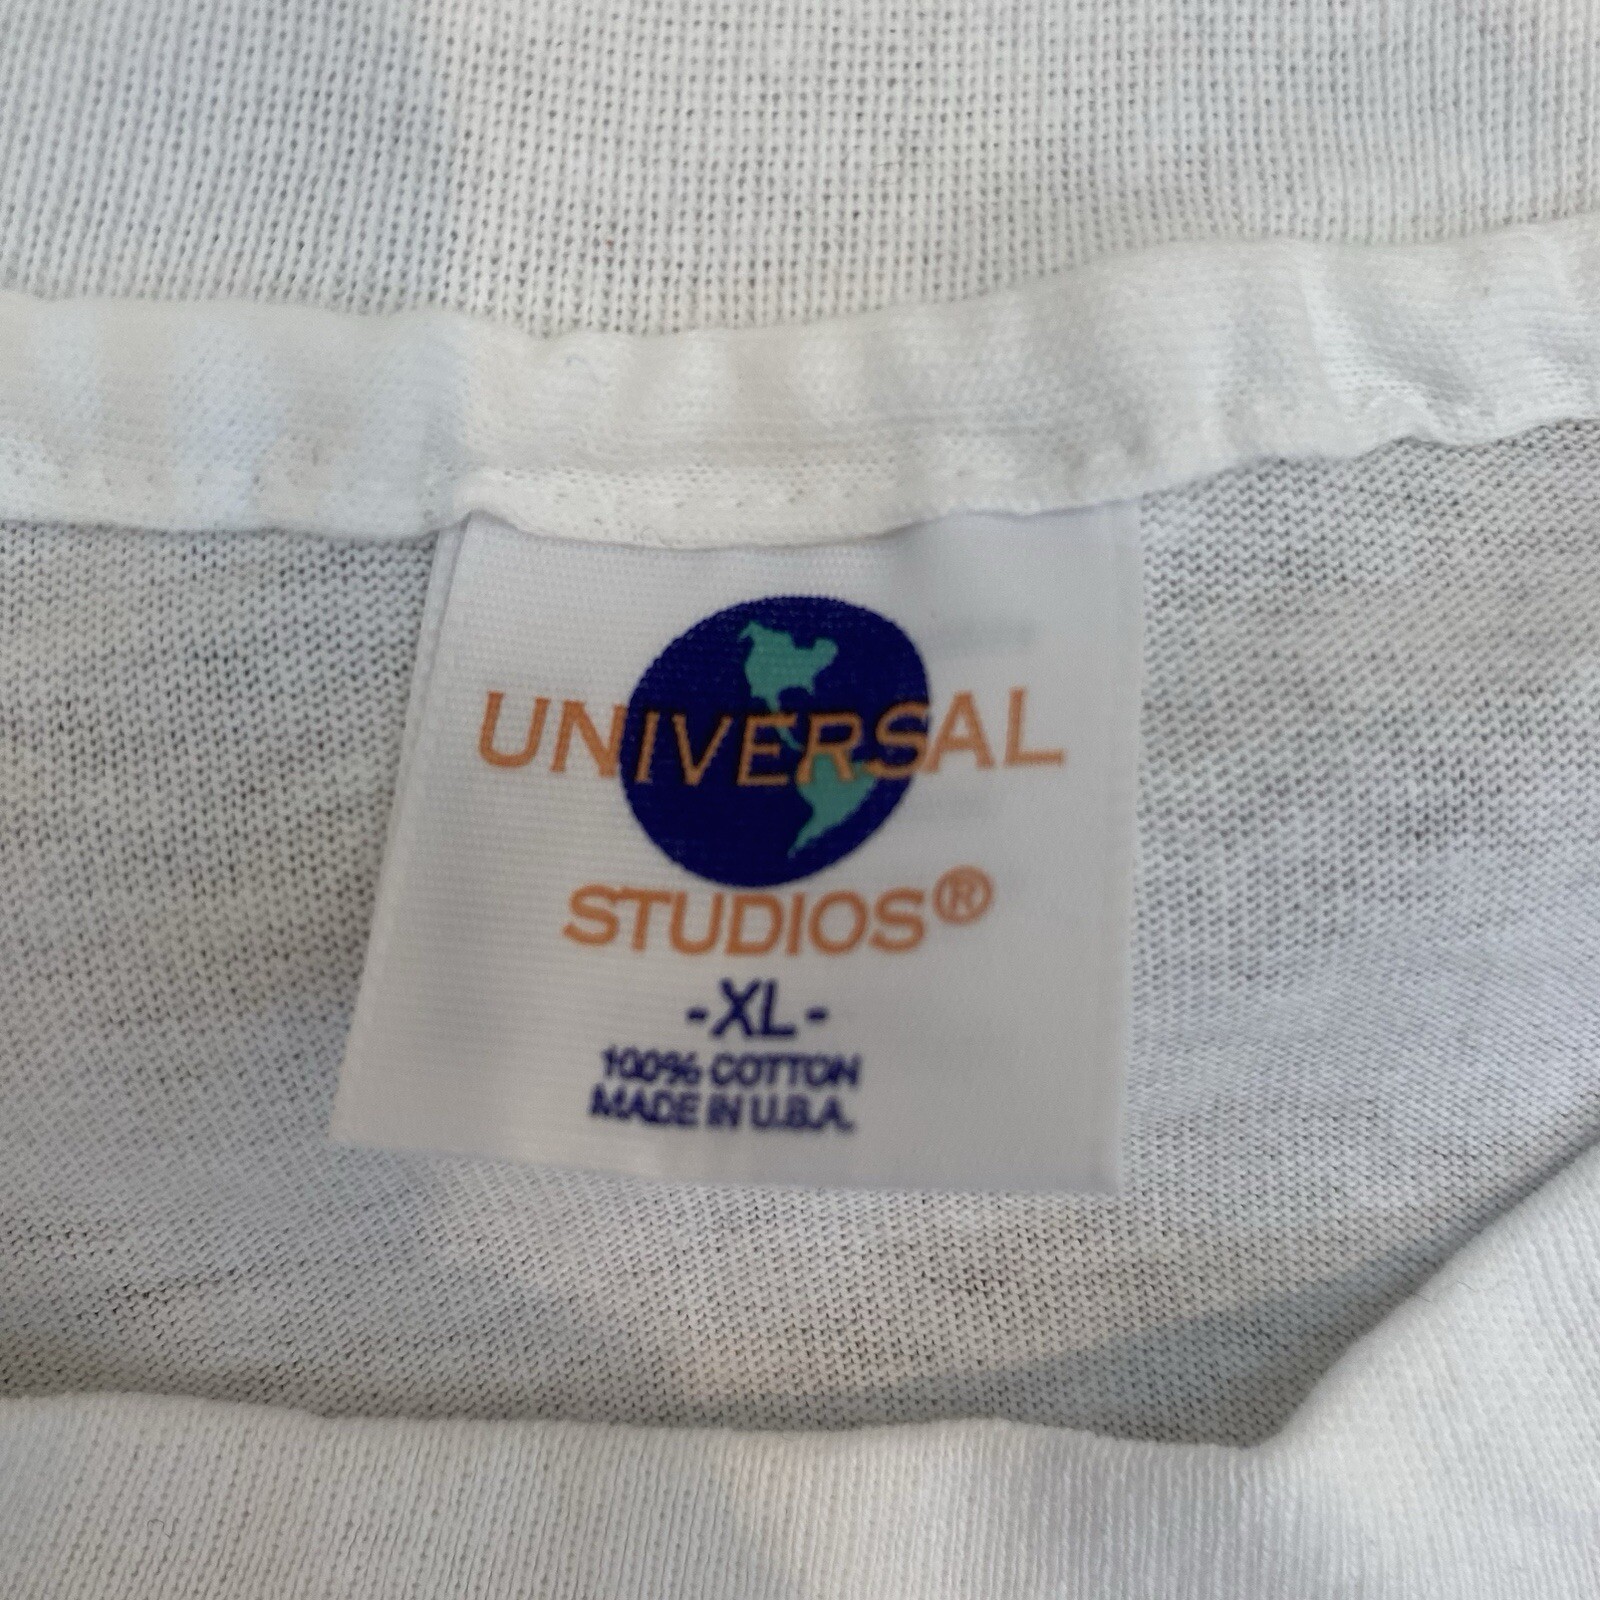 UNIVERSAL
STUDIOS®
-XL-
100% COTTON
MADE IN U.S.A.